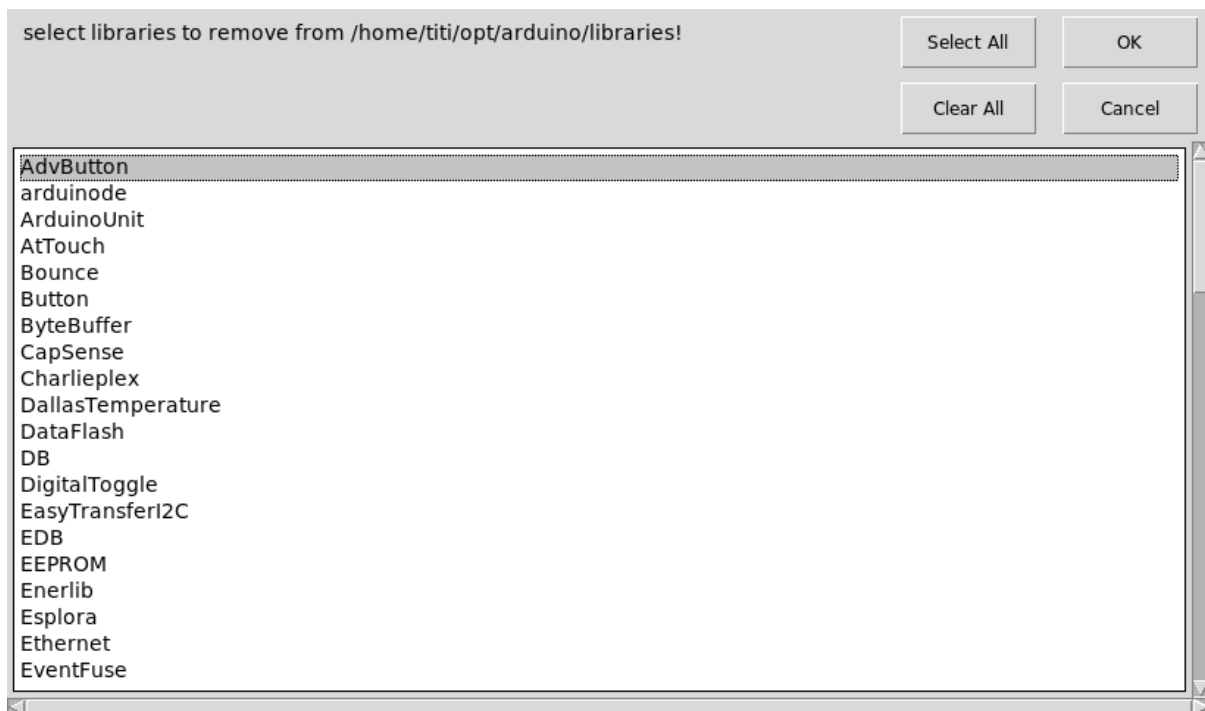 select libraries to remove from /home/titi/opt/arduino/libraries!
Select All
OK
Clear All
Cancel
AdvButton
arduinode
ArduinoUnit
AtTouch
Bounce
Button
ByteBuffer
CapSense
Charlieplex
DallasTemperature
DataFlash
DB
DigitalToggle
EasyTransferI2C
EDB
EEPROM
Enerlib
Esplora
Ethernet
EventFuse